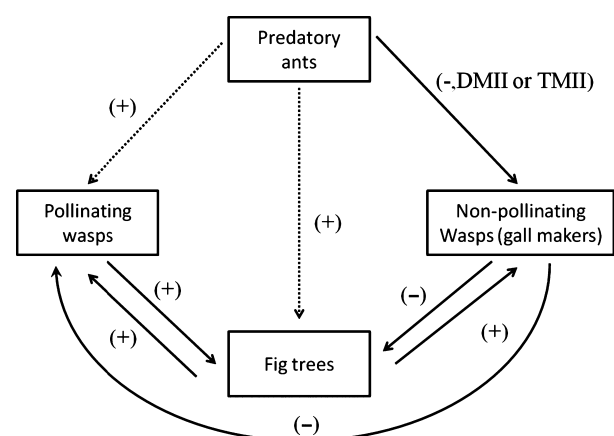 Predatory
ants
(-,DMII or TMII)
(+)
Pollinating
wasps
(+)
Non-pollinating
Wasps (gall makers)
(+)
(–)
(+)
(+)
Fig trees
(–)